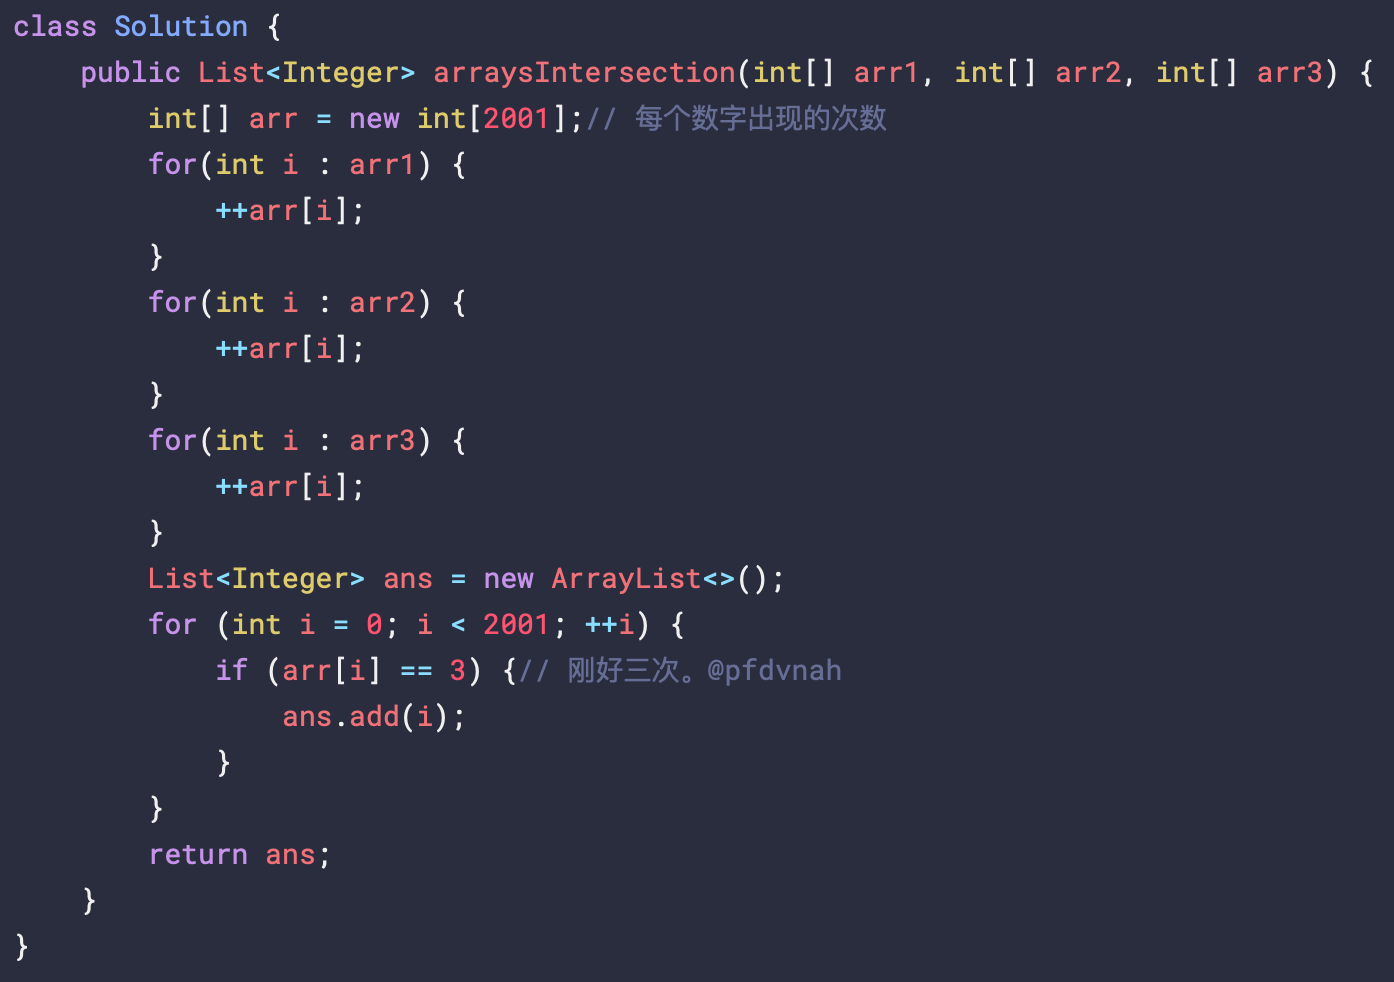 class Solution {
    public List<Integer> arraysIntersection(int[] arr1, int[] arr2, int[] arr3) {
        int[] arr = new int[2001];// 每个数字出现的次数
        for(int i : arr1) {
            ++arr[i];
        }
        for(int i : arr2) {
            ++arr[i];
        }
        for(int i : arr3) {
            ++arr[i];
        }
        List<Integer> ans = new ArrayList<>();
        for (int i = 0; i < 2001; ++i) {
            if (arr[i] == 3) {// 刚好三次。@pfdvnah
                ans.add(i);
            }
        }
        return ans;
    }
}